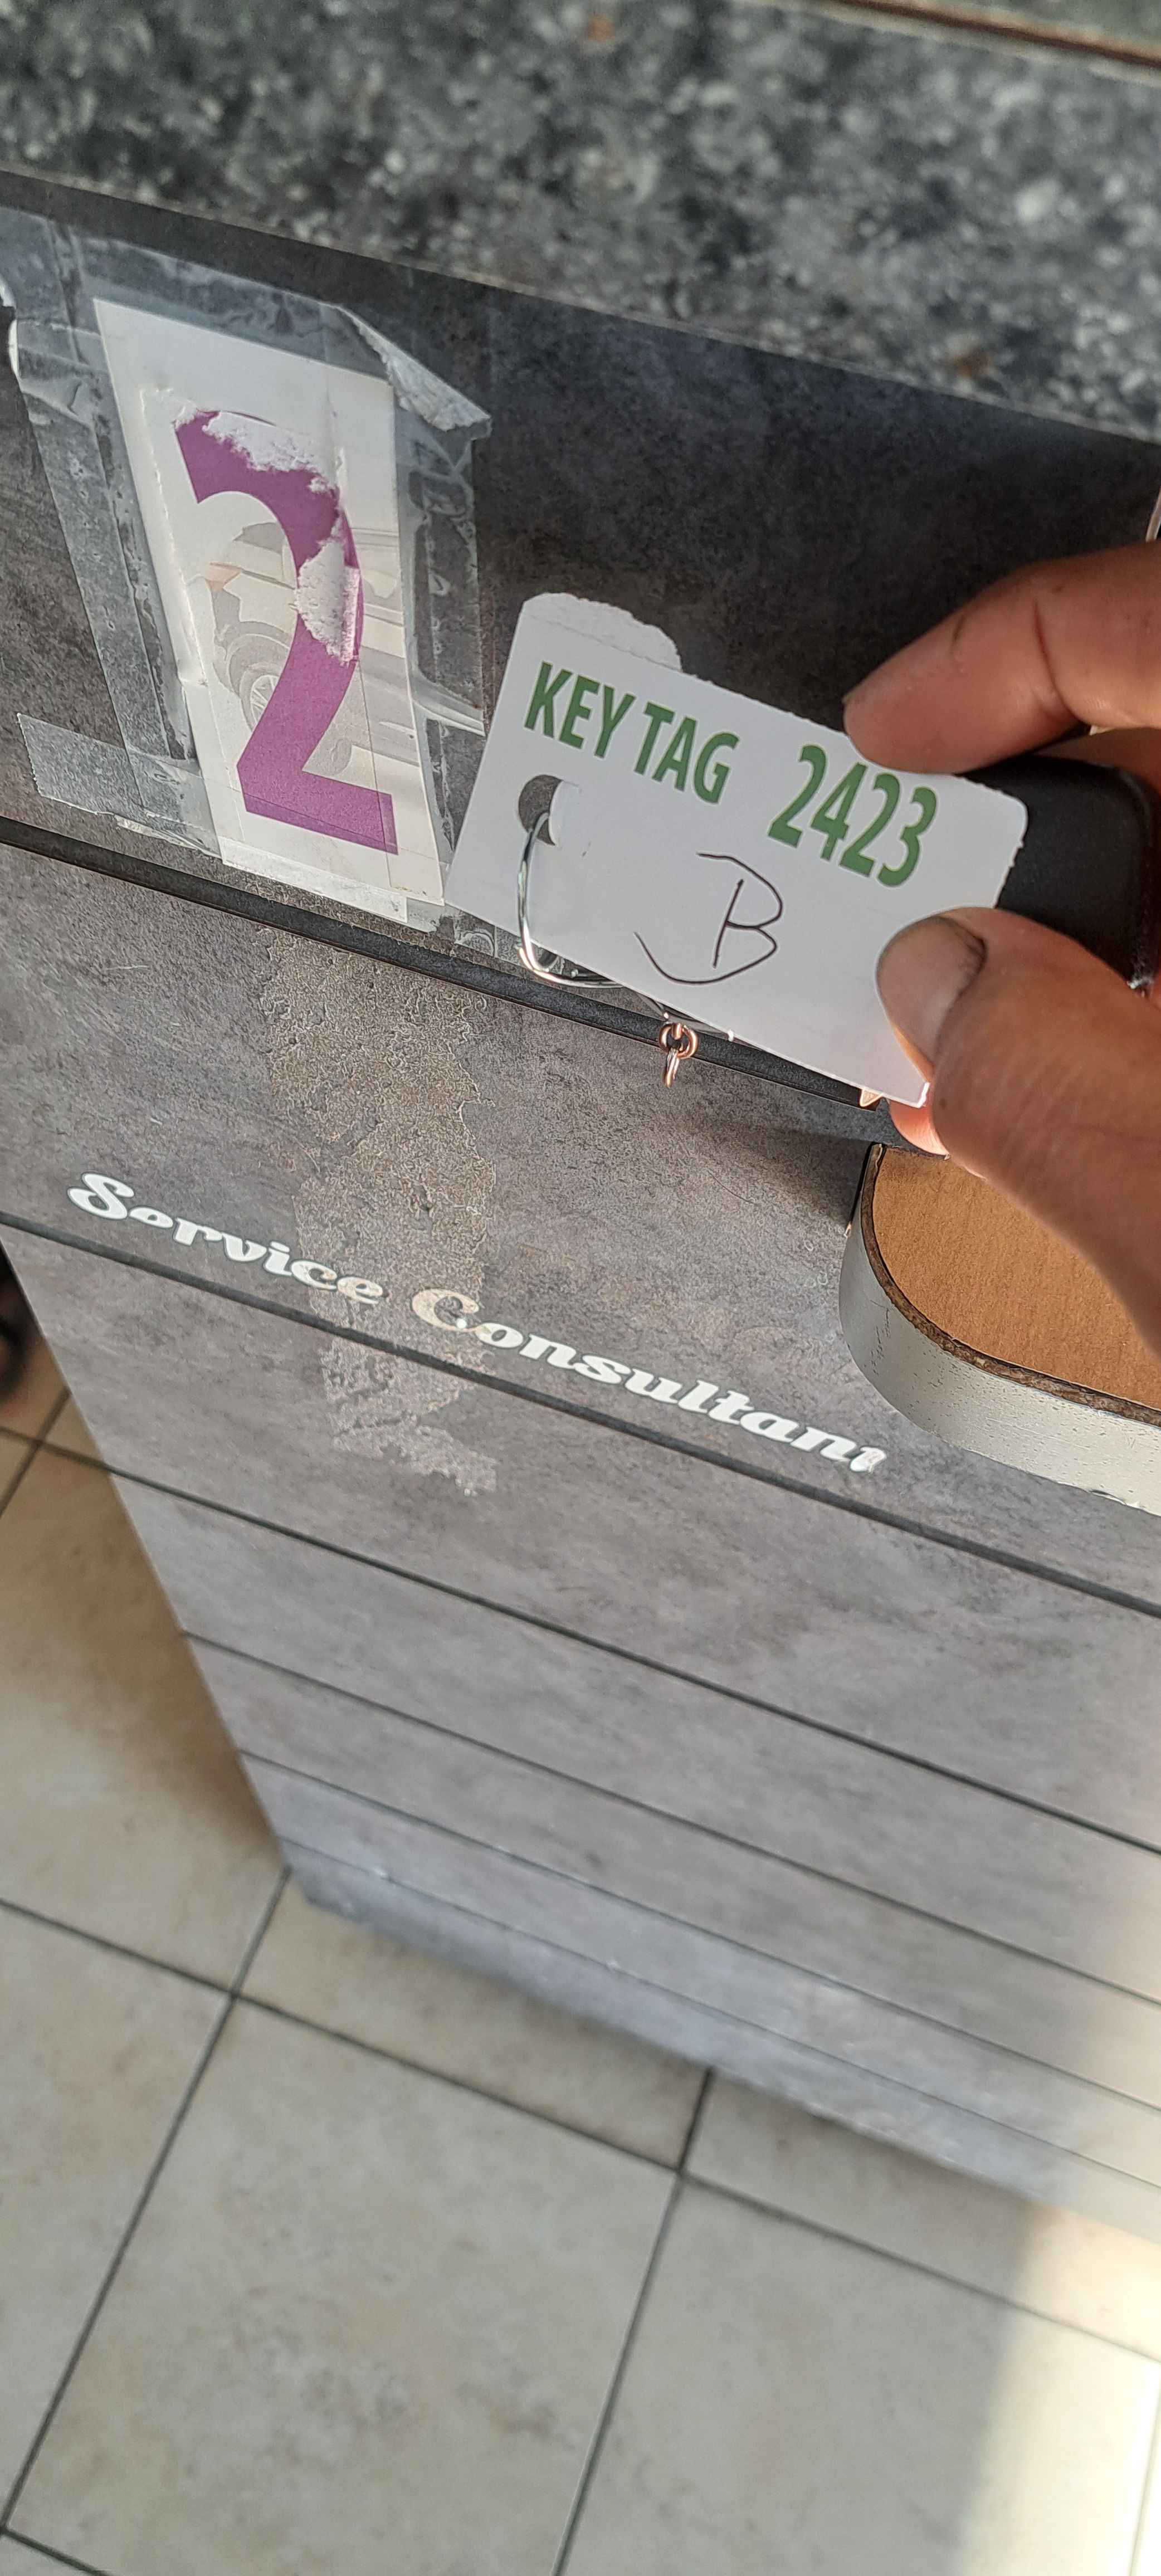 2
KEY TAG 2423
B
Service Consultant